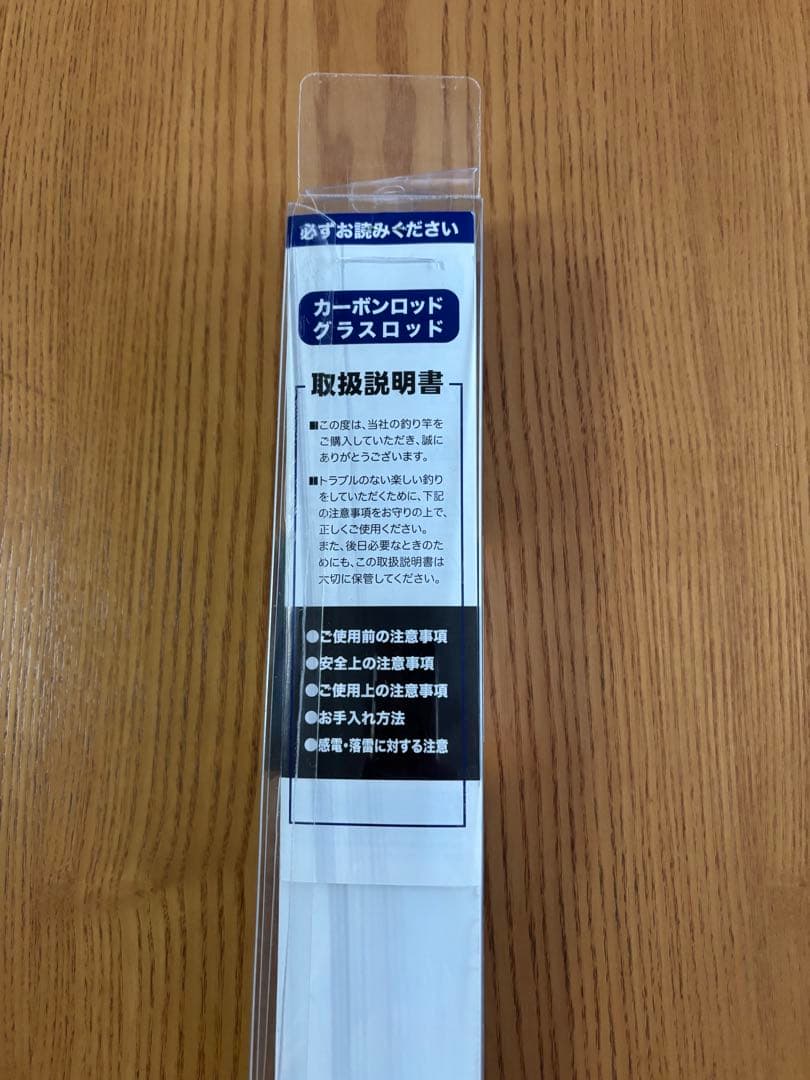 必ずお読みください
カーボンロッド
グラスロッド
取扱説明書
■この度は、当社の釣り竿を
ご購入していただき、誠に
ありがとうございます。
■トラブルのない楽しい釣り
をしていただくために、下記
の注意事項をお守りの上で、
正しくご使用ください。
また、後日必要なときのた
めにも、この取扱説明書は
大切に保管してください。
●ご使用前の注意事項
●安全上の注意事項
●ご使用上の注意事項
●お手入れ方法
●感電・落雷に対する注意